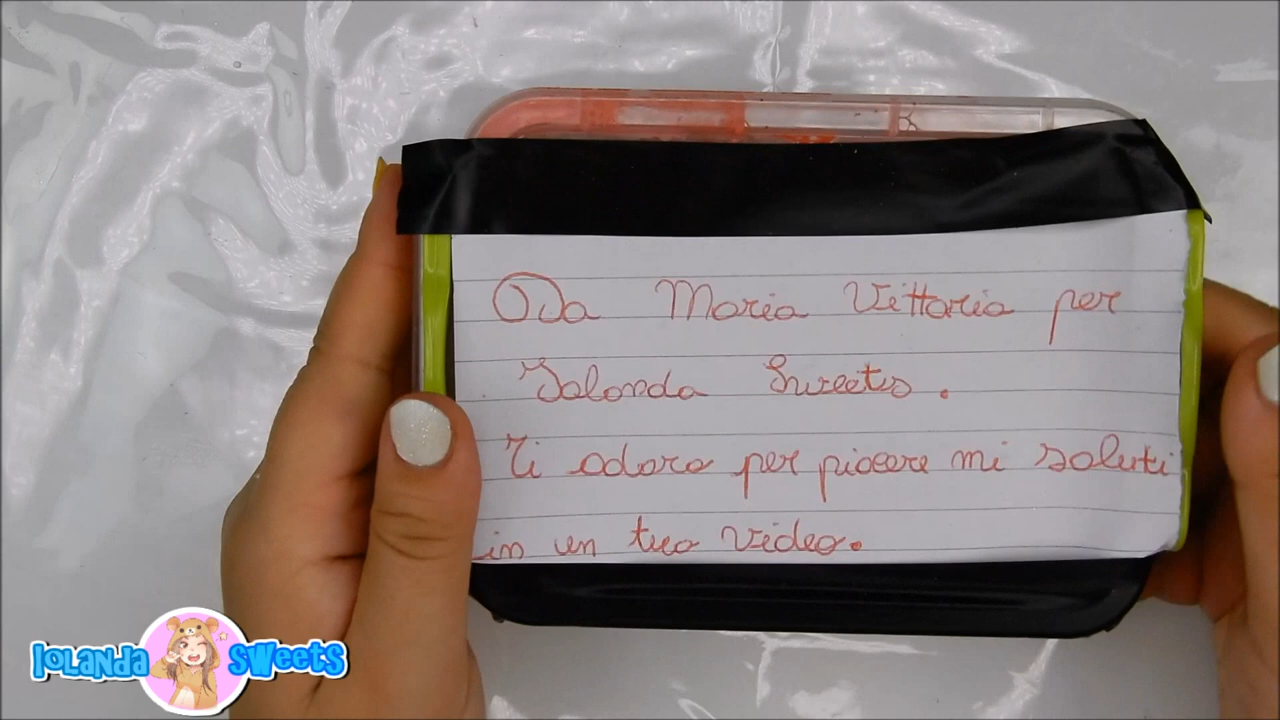 Da Maria Vittoria per
Iolanda Sweets.
Ti adoro per piacere mi saluti
in un tuo video.
IOLANDA SWEETS